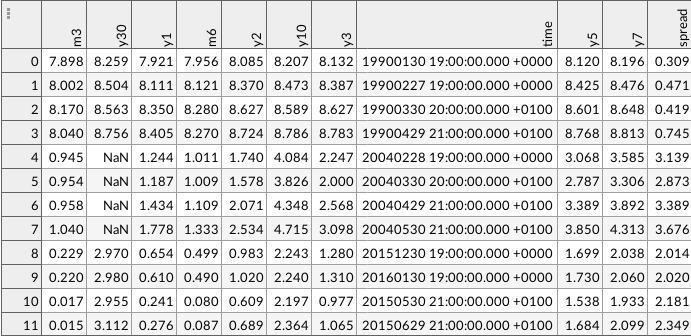 m3 y30 y1 m6 y2 y10 y3 time y5 y7 spread
0 7.898 8.259 7.921 7.956 8.085 8.207 8.132 19900130 19:00:00.000 +0000 8.120 8.196 0.309
1 8.002 8.504 8.111 8.121 8.370 8.473 8.387 19900227 19:00:00.000 +0000 8.425 8.476 0.471
2 8.170 8.563 8.350 8.280 8.627 8.589 8.627 19900330 20:00:00.000 +0100 8.601 8.648 0.419
3 8.040 8.756 8.405 8.270 8.724 8.786 8.783 19900429 21:00:00.000 +0100 8.768 8.813 0.745
4 0.945 NaN 1.244 1.011 1.740 4.084 2.247 20040228 19:00:00.000 +0000 3.068 3.585 3.139
5 0.954 NaN 1.187 1.009 1.578 3.826 2.000 20040330 20:00:00.000 +0100 2.787 3.306 2.873
6 0.958 NaN 1.434 1.109 2.071 4.348 2.568 20040429 21:00:00.000 +0100 3.389 3.892 3.389
7 1.040 NaN 1.778 1.333 2.534 4.715 3.098 20040530 21:00:00.000 +0100 3.850 4.313 3.676
8 0.229 2.970 0.654 0.499 0.983 2.243 1.280 20151230 19:00:00.000 +0000 1.699 2.038 2.014
9 0.220 2.980 0.610 0.490 1.020 2.240 1.310 20160130 19:00:00.000 +0000 1.730 2.060 2.020
10 0.017 2.955 0.241 0.080 0.609 2.197 0.977 20150530 21:00:00.000 +0100 1.538 1.933 2.181
11 0.015 3.112 0.276 0.087 0.689 2.364 1.065 20150629 21:00:00.000 +0100 1.684 2.099 2.349